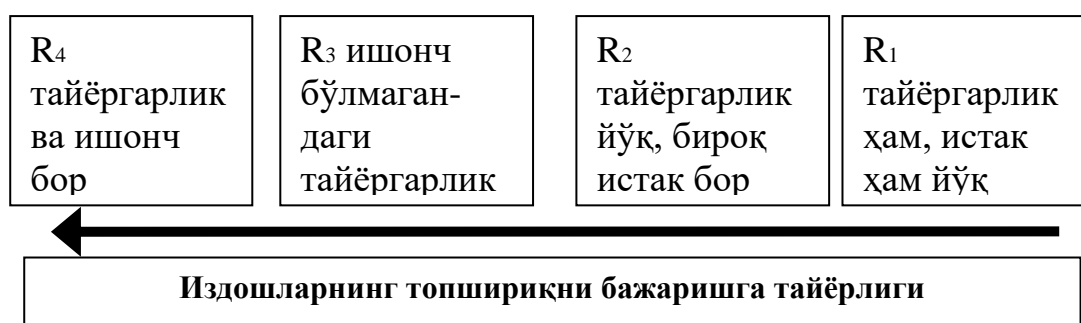 R₄
тайёргарлик
ва ишонч
бор
R₃ ишонч
бўлмаган-
даги
тайёргарлик
R₂
тайёргарлик
йўқ, бироқ
истак бор
R₁
тайёргарлик
ҳам, истак
ҳам йўқ
Издошларнинг топшириқни бажаришга тайёрлиги